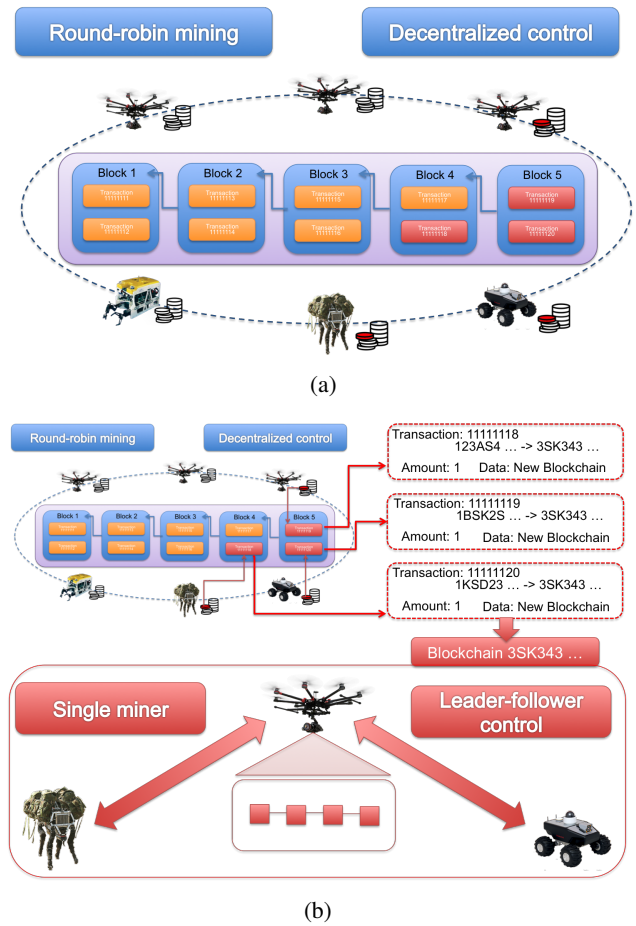 Round-robin mining
Decentralized control
Block 1
Block 2
Block 3
Block 4
Block 5
Transaction
11111111
Transaction
11111113
Transaction
11111115
Transaction
11111117
Transaction
11111119
Transaction
11111112
Transaction
11111114
Transaction
11111116
Transaction
11111118
Transaction
11111120
(a)
Round-robin mining
Decentralized control
Block 1
Block 2
Block 3
Block 4
Block 5
Transaction: 11111118
123AS4 ... -> 3SK343 ...
Amount: 1 Data: New Blockchain
Transaction: 11111119
1BSK2S ... -> 3SK343 ...
Amount: 1 Data: New Blockchain
Transaction: 11111120
1KSD23 ... -> 3SK343 ...
Amount: 1 Data: New Blockchain
Blockchain 3SK343 ...
Single miner
Leader-follower
control
(b)